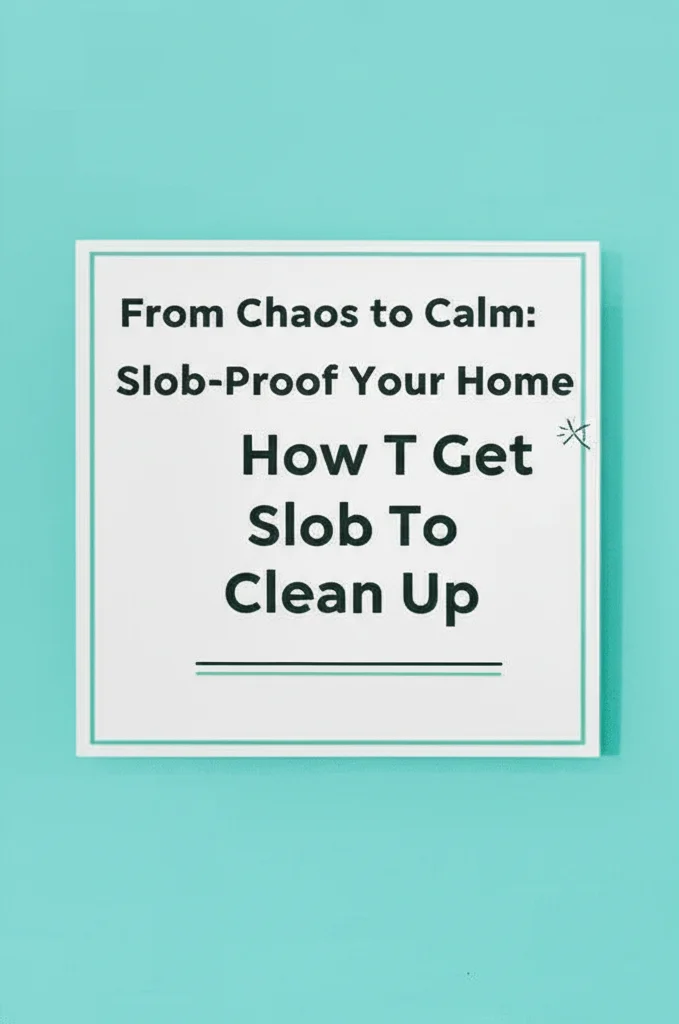 From Chaos to Calm:
Slob-Proof Your Home
How T Get
Slob To
Clean Up